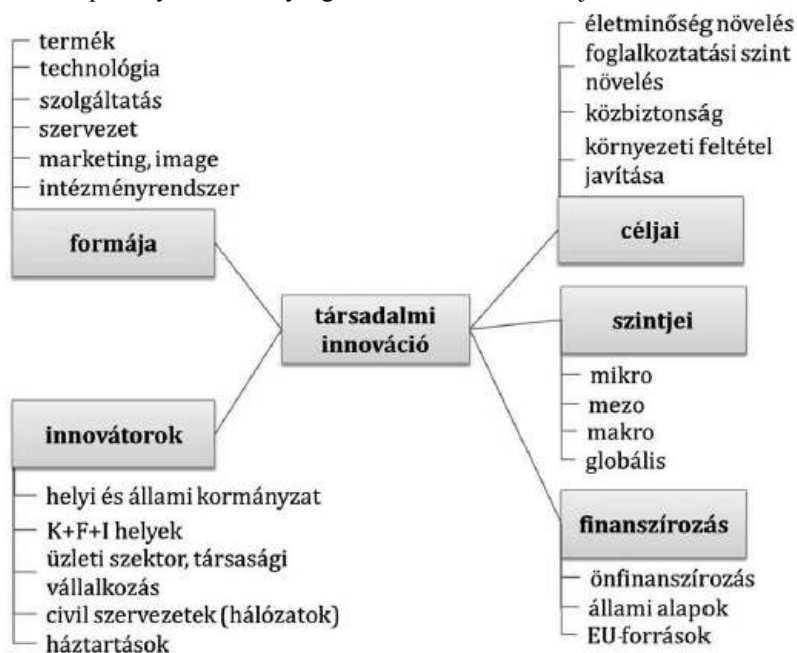 termék
technológia
szolgáltatás
szervezet
marketing, image
intézményrendszer
formája
innovátorok
helyi és állami kormányzat
K+F+I helyek
üzleti szektor, társasági
vállalkozás
civil szervezetek (hálózatok)
háztartások
társadalmi
innováció
életminőség növelés
foglalkoztatási szint
növelés
közbiztonság
környezeti feltétel
javítása
céljai
szintjei
mikro
mezo
makro
globális
finanszírozás
önfinanszírozás
állami alapok
EU-források